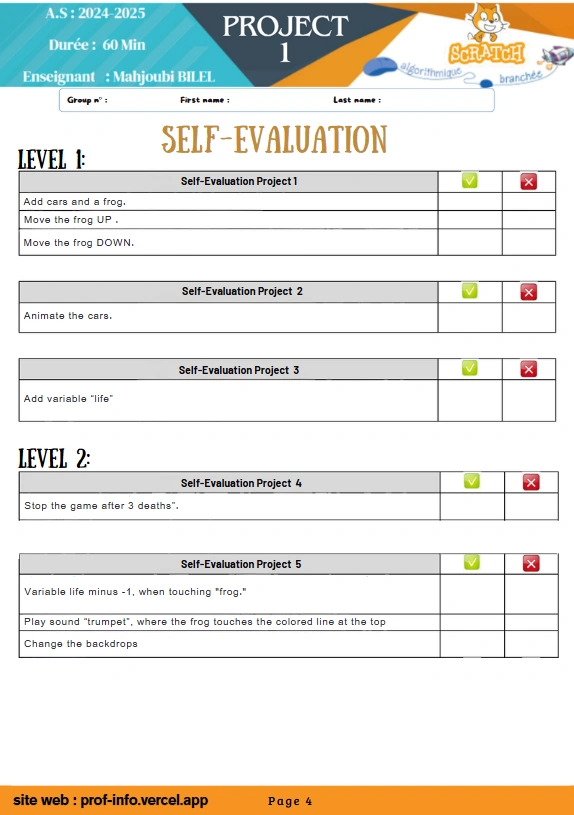 A.S : 2024-2025
Durée : 60 Min
Enseignant : Mahjoubi BILEL
PROJECT
1
SCRATCH
algorithmique
branchée
Group n° :
First name :
Last name :
SELF-EVALUATION
LEVEL 1:
Self-Evaluation Project 1
Add cars and a frog.
Move the frog UP .
Move the frog DOWN.
Self-Evaluation Project 2
Animate the cars.
Self-Evaluation Project 3
Add variable “life”
LEVEL 2:
Self-Evaluation Project 4
Stop the game after 3 deaths”.
Self-Evaluation Project 5
Variable life minus -1, when touching "frog."
Play sound “trumpet”, where the frog touches the colored line at the top
Change the backdrops
site web : prof-info.vercel.app
Page 4